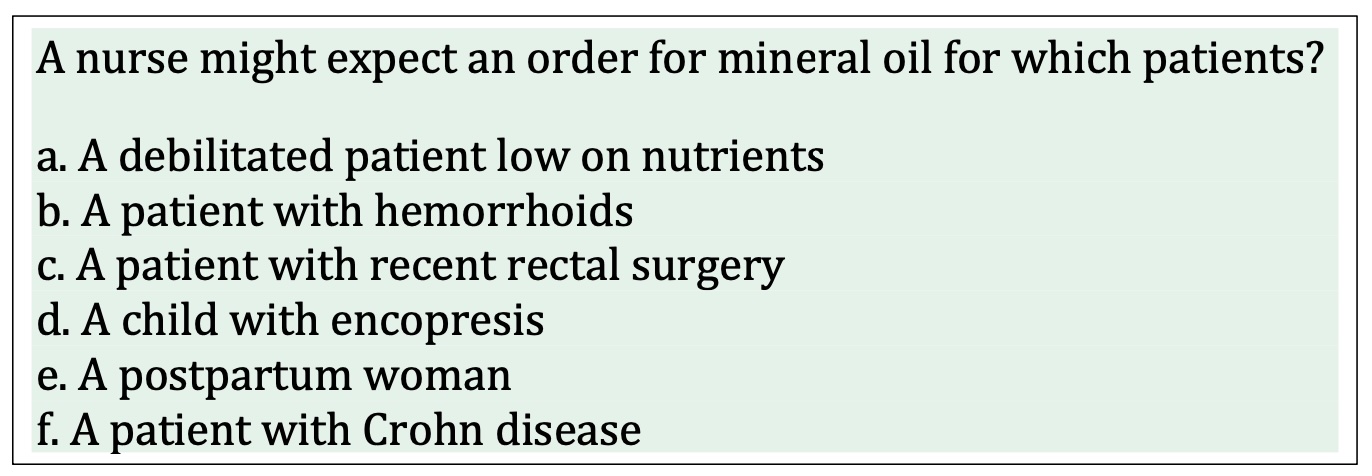 A nurse might expect an order for mineral oil for which patients?
a. A debilitated patient low on nutrients
b. A patient with hemorrhoids
c. A patient with recent rectal surgery
d. A child with encopresis
e. A postpartum woman
f. A patient with Crohn disease